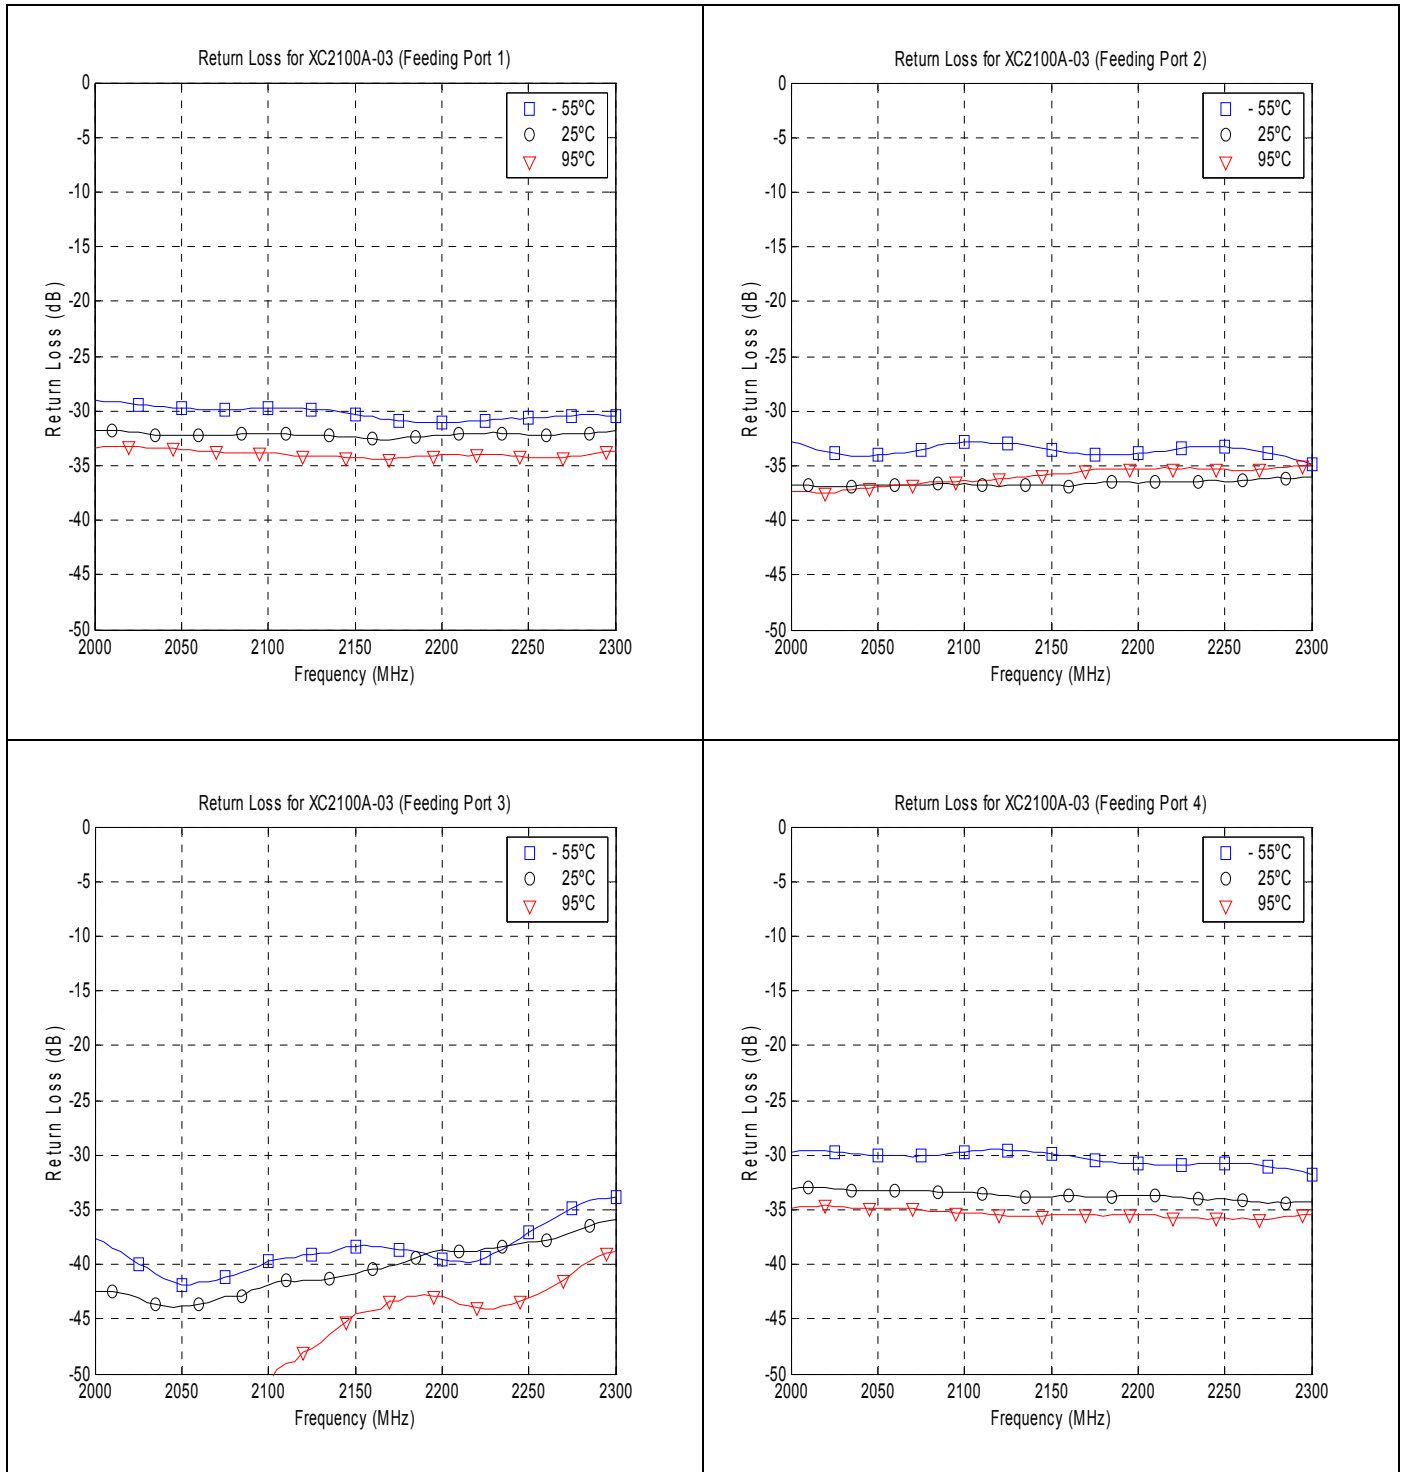 Return Loss for XC2100A-03 (Feeding Port 1)
0
-5
-10
-15
-20
-25
-30
-35
-40
-45
-50
Return Loss (dB)
- 55ºC
25ºC
95ºC
2000 2050 2100 2150 2200 2250 2300
Frequency (MHz)
Return Loss for XC2100A-03 (Feeding Port 2)
0
-5
-10
-15
-20
-25
-30
-35
-40
-45
-50
Return Loss (dB)
- 55ºC
25ºC
95ºC
2000 2050 2100 2150 2200 2250 2300
Frequency (MHz)
Return Loss for XC2100A-03 (Feeding Port 3)
0
-5
-10
-15
-20
-25
-30
-35
-40
-45
-50
Return Loss (dB)
- 55ºC
25ºC
95ºC
2000 2050 2100 2150 2200 2250 2300
Frequency (MHz)
Return Loss for XC2100A-03 (Feeding Port 4)
0
-5
-10
-15
-20
-25
-30
-35
-40
-45
-50
Return Loss (dB)
- 55ºC
25ºC
95ºC
2000 2050 2100 2150 2200 2250 2300
Frequency (MHz)